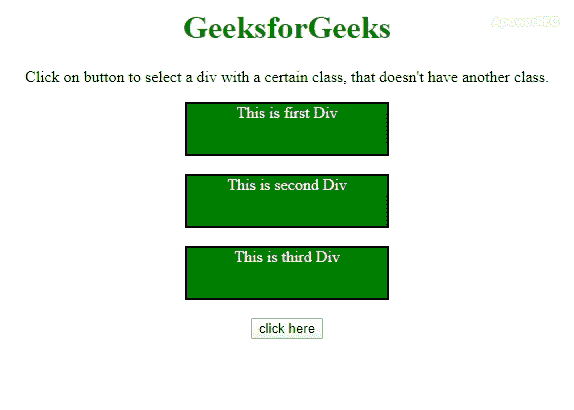 GeeksforGeeks
Click on button to select a div with a certain class, that doesn't have another class.
This is first Div
This is second Div
This is third Div
click here